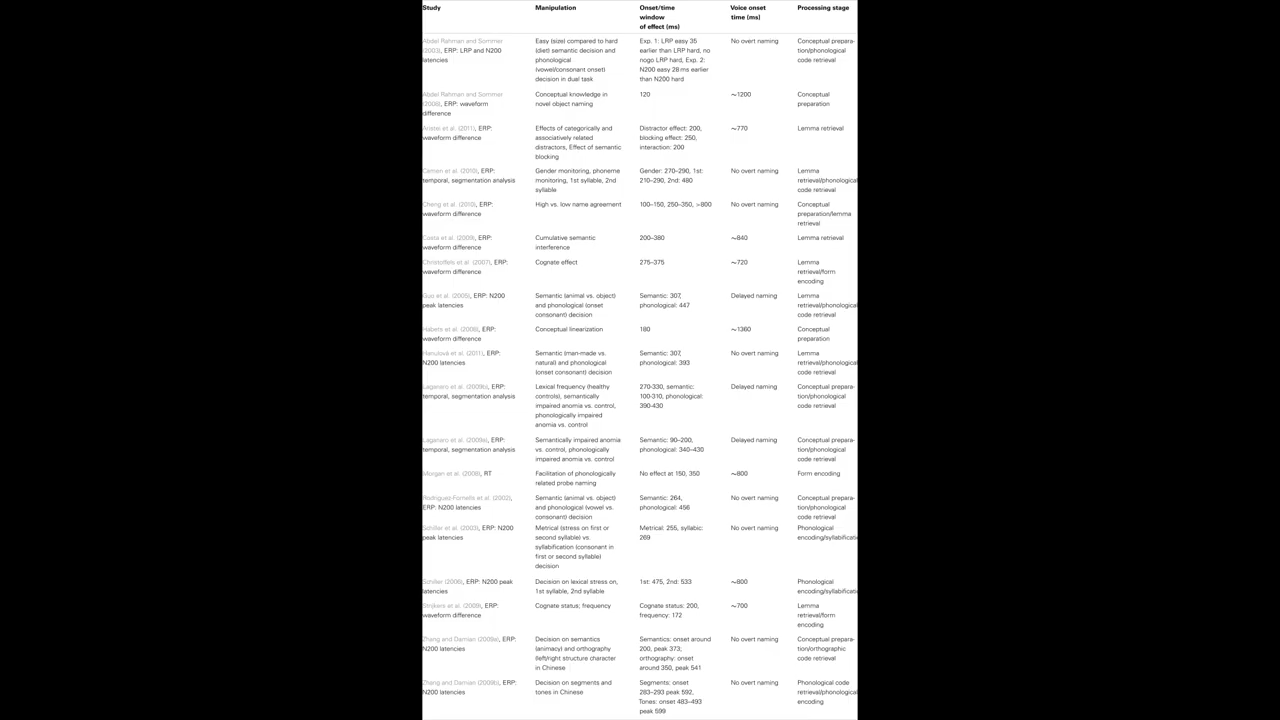 Study Manipulation Onset/time Voice onset Processing stage
window time (ms)
of effect (ms)
Abdel Rahman and Sommer Easy (size) compared to hard Exp. 1: LRP easy 35 No overt naming Conceptual prepara-
(2003), ERP: LRP and N200 (diet) semantic decision and earlier than LRP hard, no tion/phonological
latencies phonological nogo LRP hard, Exp. 2: code retrieval
(vowel/consonant onset) N200 easy 28 ms earlier
decision in dual task than N200 hard
Abdel Rahman and Sommer Conceptual knowledge in 120 ~1200 Conceptual
(2008), ERP: waveform novel object naming preparation
difference
Aristei et al. (2011), ERP: Effects of categorically and Distractor effect: 200, ~770 Lemma retrieval
waveform difference associatively related blocking effect: 250,
distractors, Effect of semantic interaction: 200
blocking
Camen et al. (2010), ERP: Gender monitoring, phoneme Gender: 270–290, 1st: No overt naming Lemma
temporal, segmentation analysis monitoring, 1st syllable, 2nd 210–290, 2nd: 480 retrieval/phonological
syllable code retrieval
Cheng et al. (2010), ERP: High vs. low name agreement 100–150, 250–350, >800 No overt naming Conceptual
waveform difference preparation/lemma
retrieval
Costa et al. (2009), ERP: Cumulative semantic 200–380 ~840 Lemma retrieval
waveform difference interference
Christoffels et al. (2007), ERP: Cognate effect 275–375 ~720 Lemma
waveform difference retrieval/form
encoding
Guo et al. (2005), ERP: N200 Semantic (animal vs. object) Semantic: 307, Delayed naming Lemma
peak latencies and phonological (onset phonological: 447 retrieval/phonological
consonant) decision code retrieval
Habets et al. (2008), ERP: Conceptual linearization 180 ~1360 Conceptual
waveform difference preparation
Hanulová et al. (2011), ERP: Semantic (man-made vs. Semantic: 307, No overt naming Lemma
N200 latencies natural) and phonological phonological: 393 retrieval/phonological
(onset consonant) decision code retrieval
Laganaro et al. (2009b), ERP: Lexical frequency (healthy 270-330, semantic: Delayed naming Conceptual prepara-
temporal, segmentation analysis controls), semantically 100-310, phonological: tion/phonological
impaired anomia vs. control, 390-430 code retrieval
phonologically impaired
anomia vs. control
Laganaro et al. (2009a), ERP: Semantically impaired anomia Semantic: 90–200, Delayed naming Conceptual prepara-
temporal, segmentation analysis vs. control, phonologically phonological: 340–430 tion/phonological
impaired anomia vs. control code retrieval
Morgan et al. (2008), RT Facilitation of phonologically No effect at 150, 350 ~800 Form encoding
related probe naming
Rodriguez-Fornells et al. (2002), Semantic (animal vs. object) Semantic: 264, No overt naming Conceptual prepara-
ERP: N200 latencies and phonological (vowel vs. phonological: 456 tion/phonological
consonant) decision code retrieval
Schiller et al. (2003), ERP: N200 Metrical (stress on first or Metrical: 255, syllabic: No overt naming Phonological
peak latencies second syllable) vs. 269 encoding/syllabificati
syllabification (consonant in
first or second syllable)
decision
Schiller (2006), ERP: N200 peak Decision on lexical stress on, 1st: 475, 2nd: 533 ~800 Phonological
latencies 1st syllable, 2nd syllable encoding/syllabificati
Strijkers et al. (2009), ERP: Cognate status; frequency Cognate status: 200, ~700 Lemma
waveform difference frequency: 172 retrieval/form
encoding
Zhang and Damian (2009a), ERP: Decision on semantics Semantics: onset around No overt naming Conceptual prepara-
N200 latencies (animacy) and orthography 200, peak 373; tion/orthographic
(left/right structure character orthography: onset code retrieval
in Chinese around 350, peak 541
Zhang and Damian (2009b), ERP: Decision on segments and Segments: onset No overt naming Phonological code
N200 latencies tones in Chinese 283–293 peak 592, retrieval/phonological
Tones: onset 483–493 encoding
peak 599